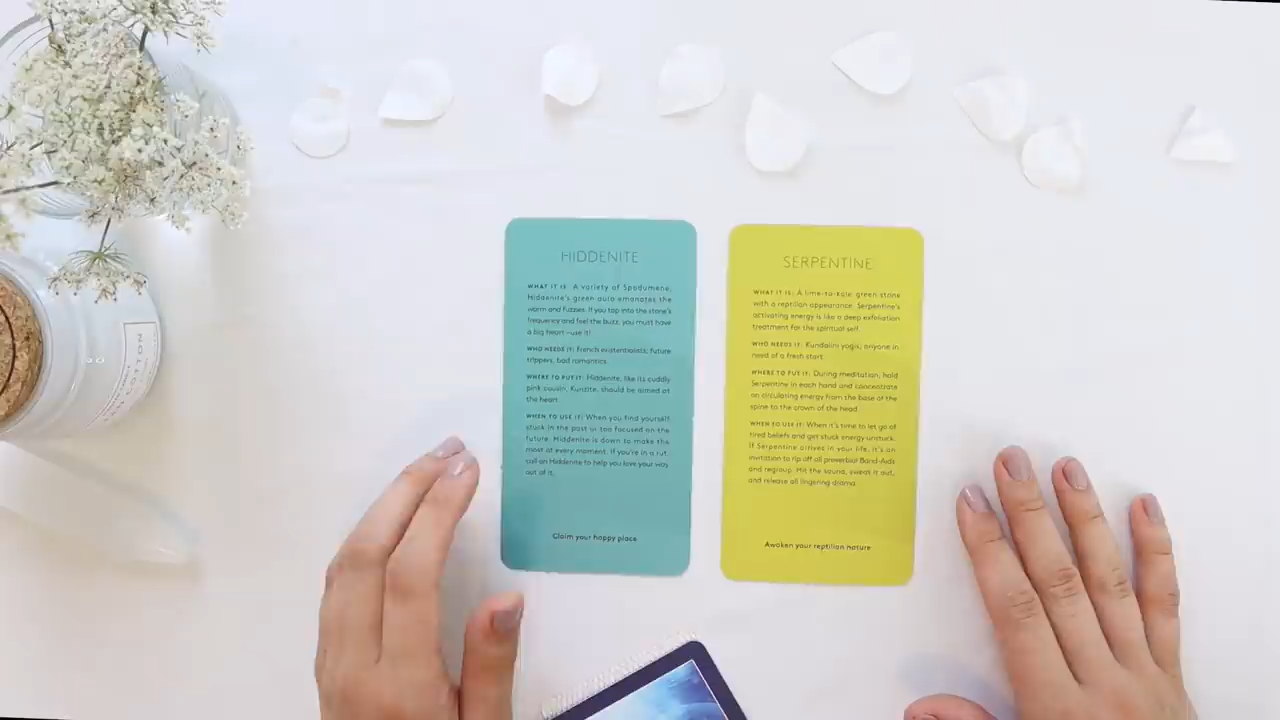 HIDDENITE
WHAT IT IS: A variety of Spodumene,
Hiddenite's green aura emanates the
warm and fuzzies. If you tap into the stone's
frequency and feel the buzz, you must have
a big heart—use it!
WHO NEEDS IT: French existentialists; future
trippers; bad romantics.
WHERE TO PUT IT: Hiddenite, like its cuddly
pink cousin, Kunzite, should be aimed at
the heart.
WHEN TO USE IT: When you find yourself
stuck in the past or too focused on the
future. Hiddenite is down to make the
most of every moment. If you're in a rut,
call on Hiddenite to help you love your way
out of it.
Claim your happy place
SERPENTINE
WHAT IT IS: A lime-to-kale green stone
with a reptilian appearance. Serpentine's
activating energy is like a deep exfoliation
treatment for the spiritual self.
WHO NEEDS IT: Kundalini yogis; anyone in
need of a fresh start.
WHERE TO PUT IT: During meditation, hold
Serpentine in each hand and concentrate
on circulating energy from the base of the
spine to the crown of the head.
WHEN TO USE IT: When it's time to let go of
tired beliefs and get stuck energy unstuck.
If Serpentine arrives in your life, it's an
invitation to rip off all proverbial Band-Aids
and regroup. Hit the sauna, sweat it out,
and release all lingering drama.
Awaken your reptilian nature